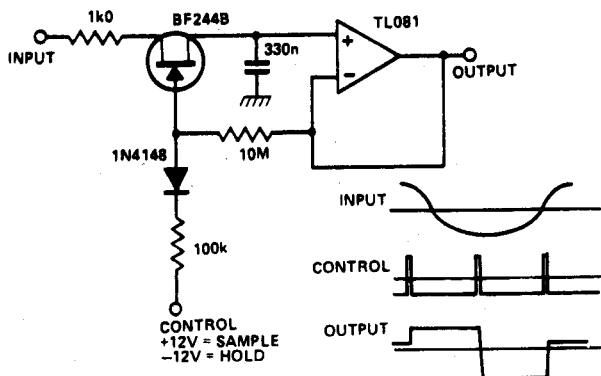 1k0
BF244B
TL081
INPUT
330n
+
−
OUTPUT
1N4148
10M
100k
CONTROL
+12V = SAMPLE
−12V = HOLD
INPUT
CONTROL
OUTPUT